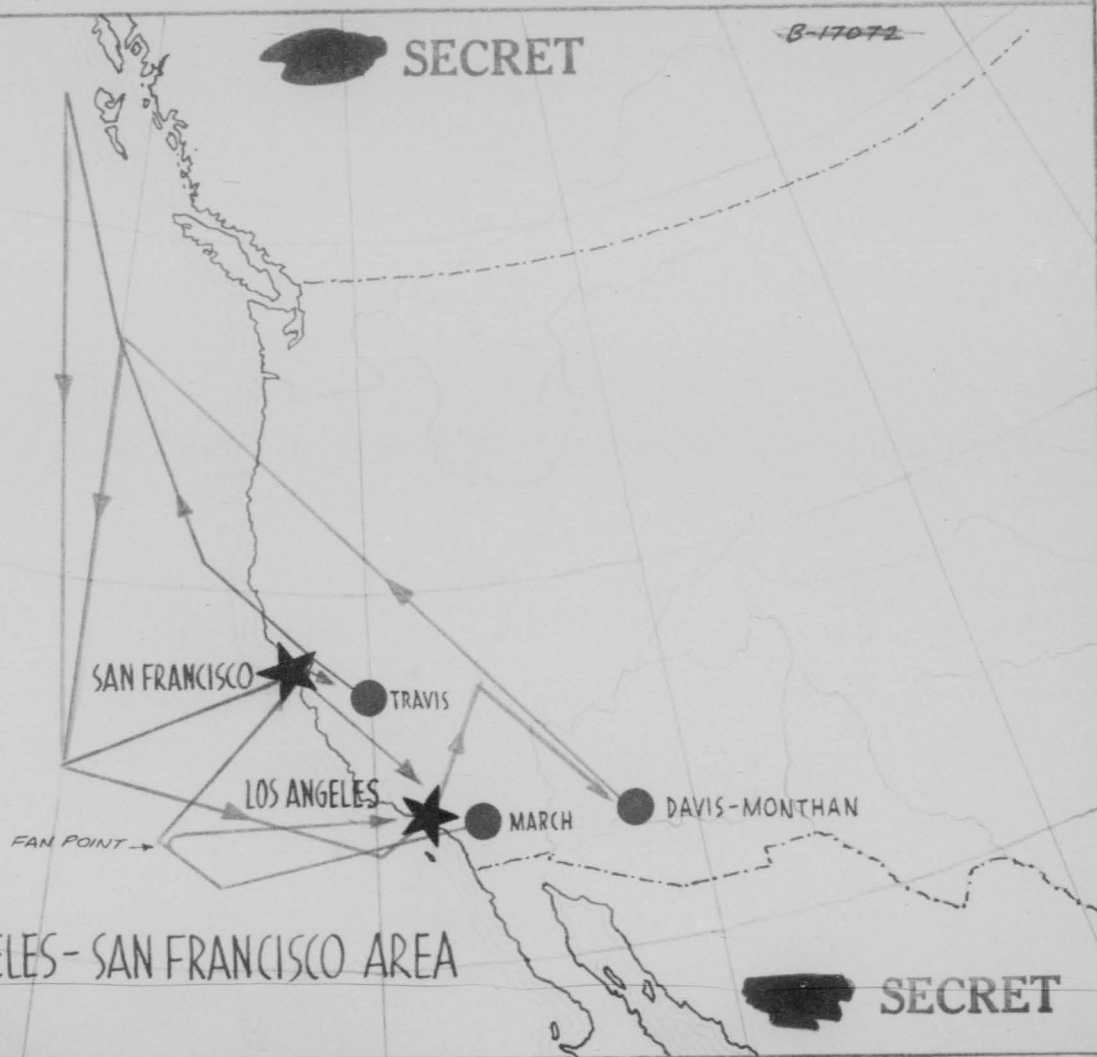 SECRET
B-17072
SAN FRANCISCO
TRAVIS
LOS ANGELES
MARCH
DAVIS-MONTHAN
FAN POINT
ELES - SAN FRANCISCO AREA
SECRET